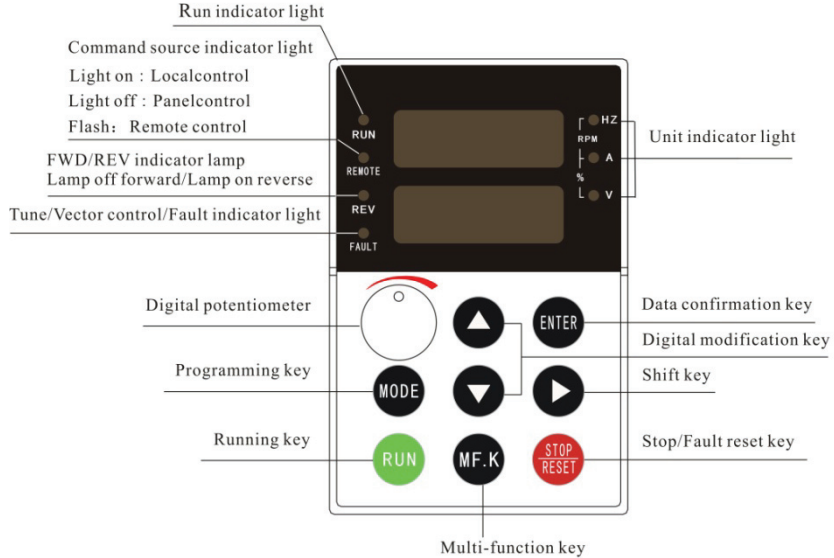 Run indicator light
Command source indicator light
Light on : Localcontrol
Light off : Panelcontrol
Flash： Remote control
FWD/REV indicator lamp
Lamp off forward/Lamp on reverse
Tune/Vector control/Fault indicator light
RUN
REMOTE
REV
FAULT
HZ
RPM
A
%
V
Unit indicator light
Digital potentiometer
Programming key
Running key
MODE
RUN
MF.K
ENTER
STOP
RESET
Data confirmation key
Digital modification key
Shift key
Stop/Fault reset key
Multi-function key